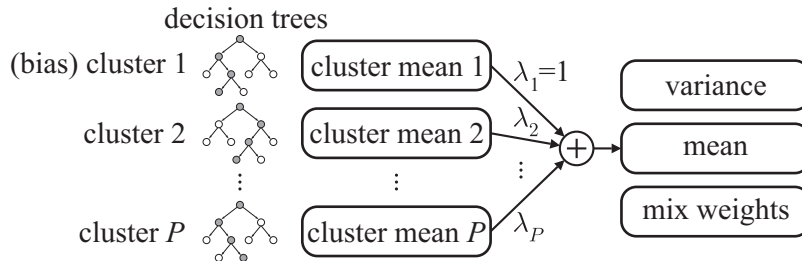 decision trees
(bias) cluster 1
cluster mean 1
λ₁=1
variance
cluster 2
cluster mean 2
λ₂
+
mean
⋮
⋮
⋮
cluster P
cluster mean P
λ_P
mix weights